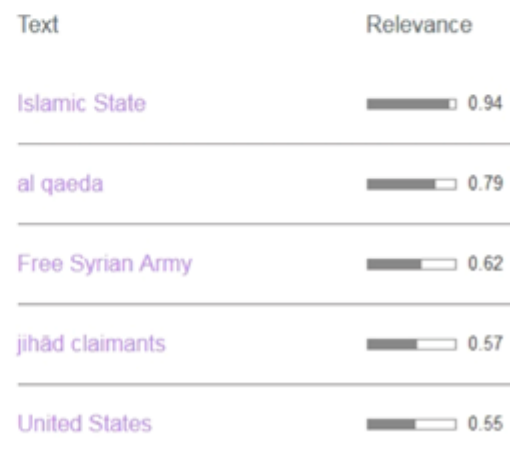 Text Relevance
Islamic State 0.94
al qaeda 0.79
Free Syrian Army 0.62
jihād claimants 0.57
United States 0.55